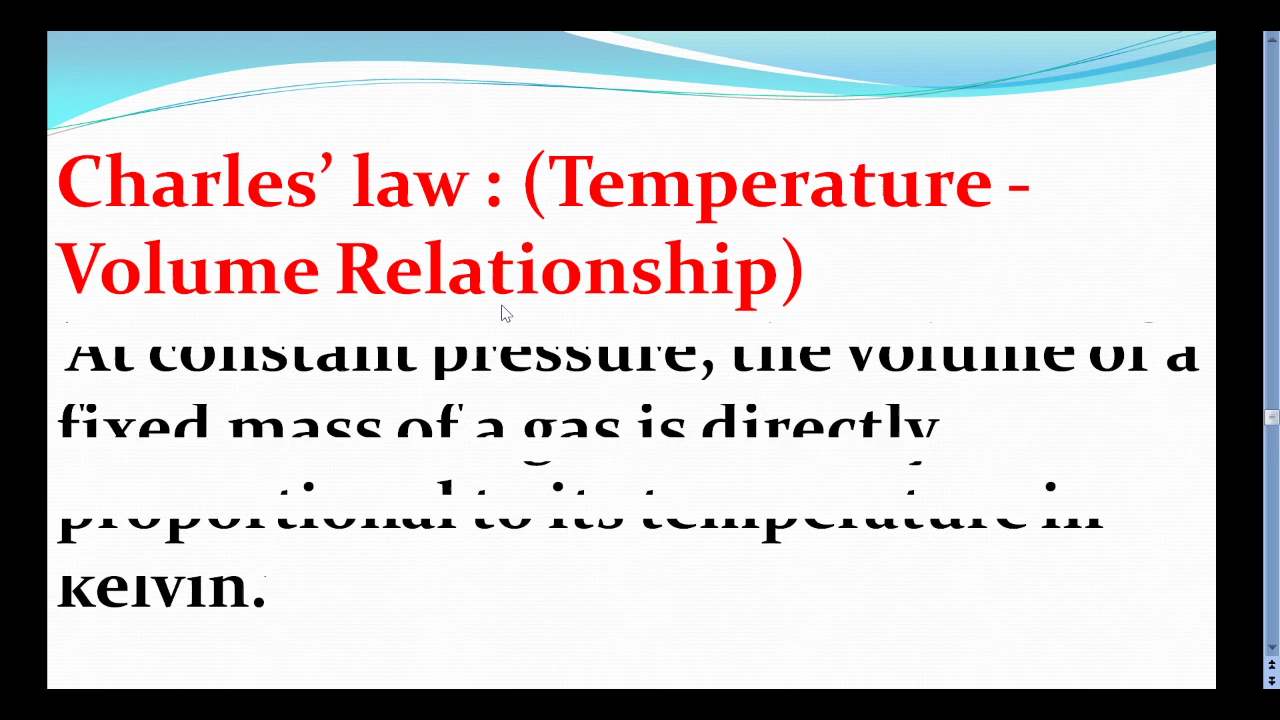 Charles’ law : (Temperature -
Volume Relationship)
At constant pressure, the volume of a
fixed mass of a gas is directly
proportional to its temperature in
kelvin.